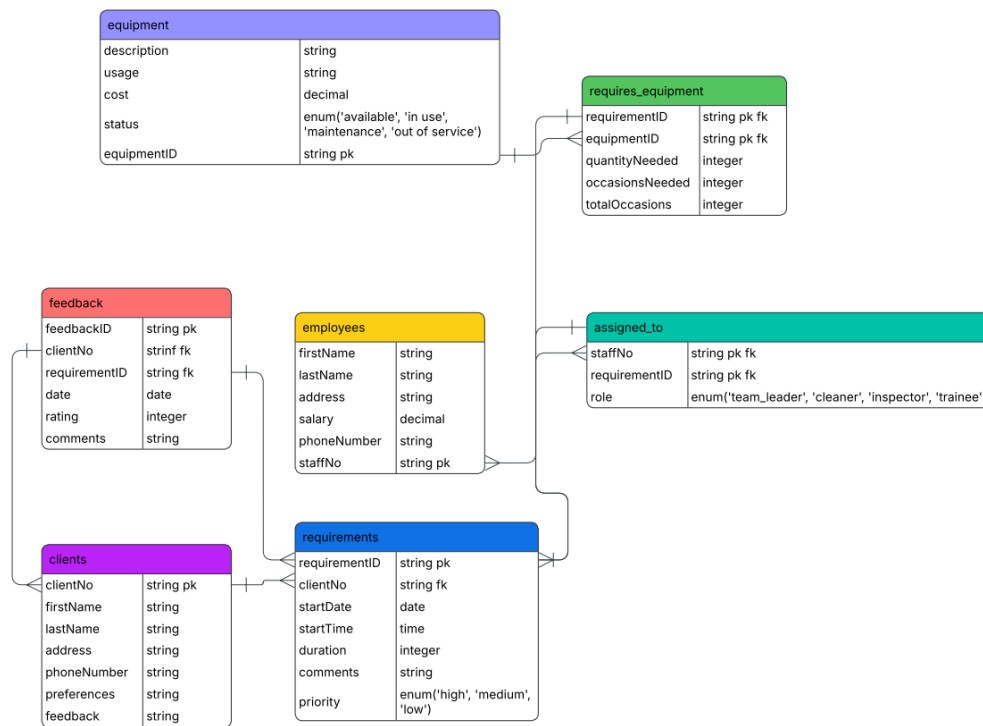 equipment
description string
usage string
cost decimal
status enum('available', 'in use',
'maintenance', 'out of service')
equipmentID string pk
requires_equipment
requirementID string pk fk
equipmentID string pk fk
quantityNeeded integer
occasionsNeeded integer
totalOccasions integer
feedback
feedbackID string pk
clientNo strinf fk
requirementID string fk
date date
rating integer
comments string
employees
firstName string
lastName string
address string
salary decimal
phoneNumber string
staffNo string pk
assigned_to
staffNo string pk fk
requirementID string pk fk
role enum('team_leader', 'cleaner', 'inspector', 'trainee'
clients
clientNo string pk
firstName string
lastName string
address string
phoneNumber string
preferences string
feedback string
requirements
requirementID string pk
clientNo string fk
startDate date
startTime time
duration integer
comments string
priority enum('high', 'medium',
'low')